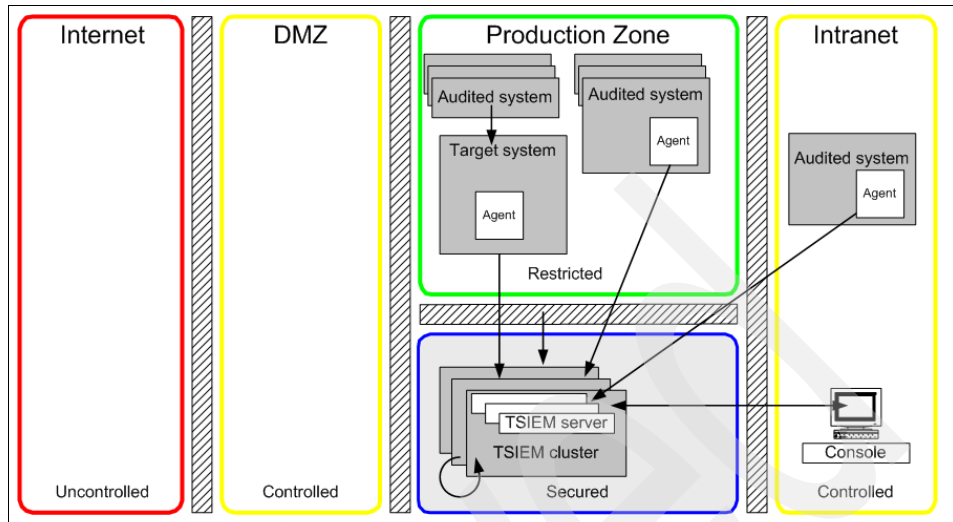 Internet
Uncontrolled
DMZ
Controlled
Production Zone
Audited system
Target system
Agent
Audited system
Agent
Restricted
TSIEM server
TSIEM cluster
Secured
Intranet
Audited system
Agent
Console
Controlled